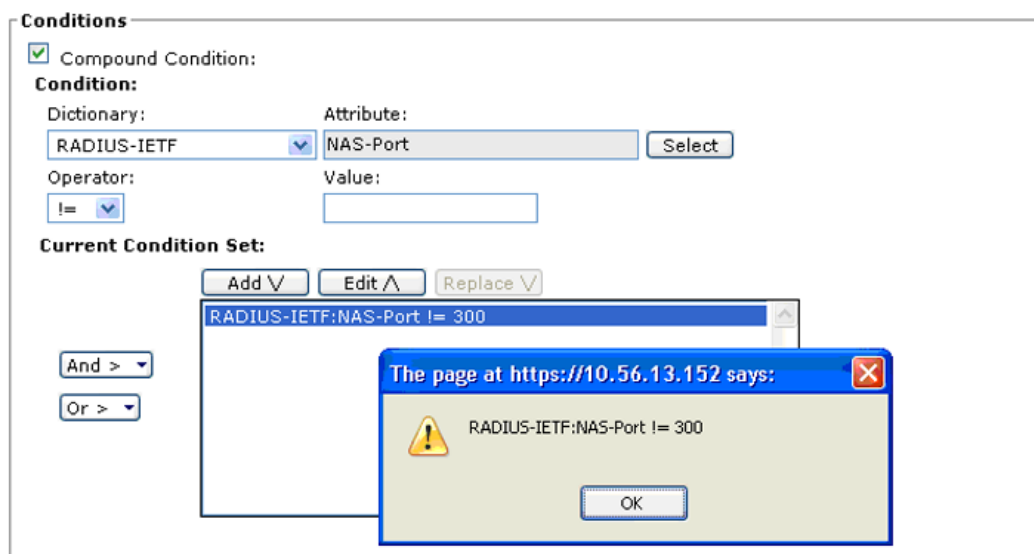 Conditions
Compound Condition:
Condition:
Dictionary: Attribute:
RADIUS-IETF NAS-Port Select
Operator: Value:
!=
Current Condition Set:
Add V Edit Λ Replace V
RADIUS-IETF:NAS-Port != 300
And >
Or >
The page at https://10.56.13.152 says:
RADIUS-IETF:NAS-Port != 300
OK